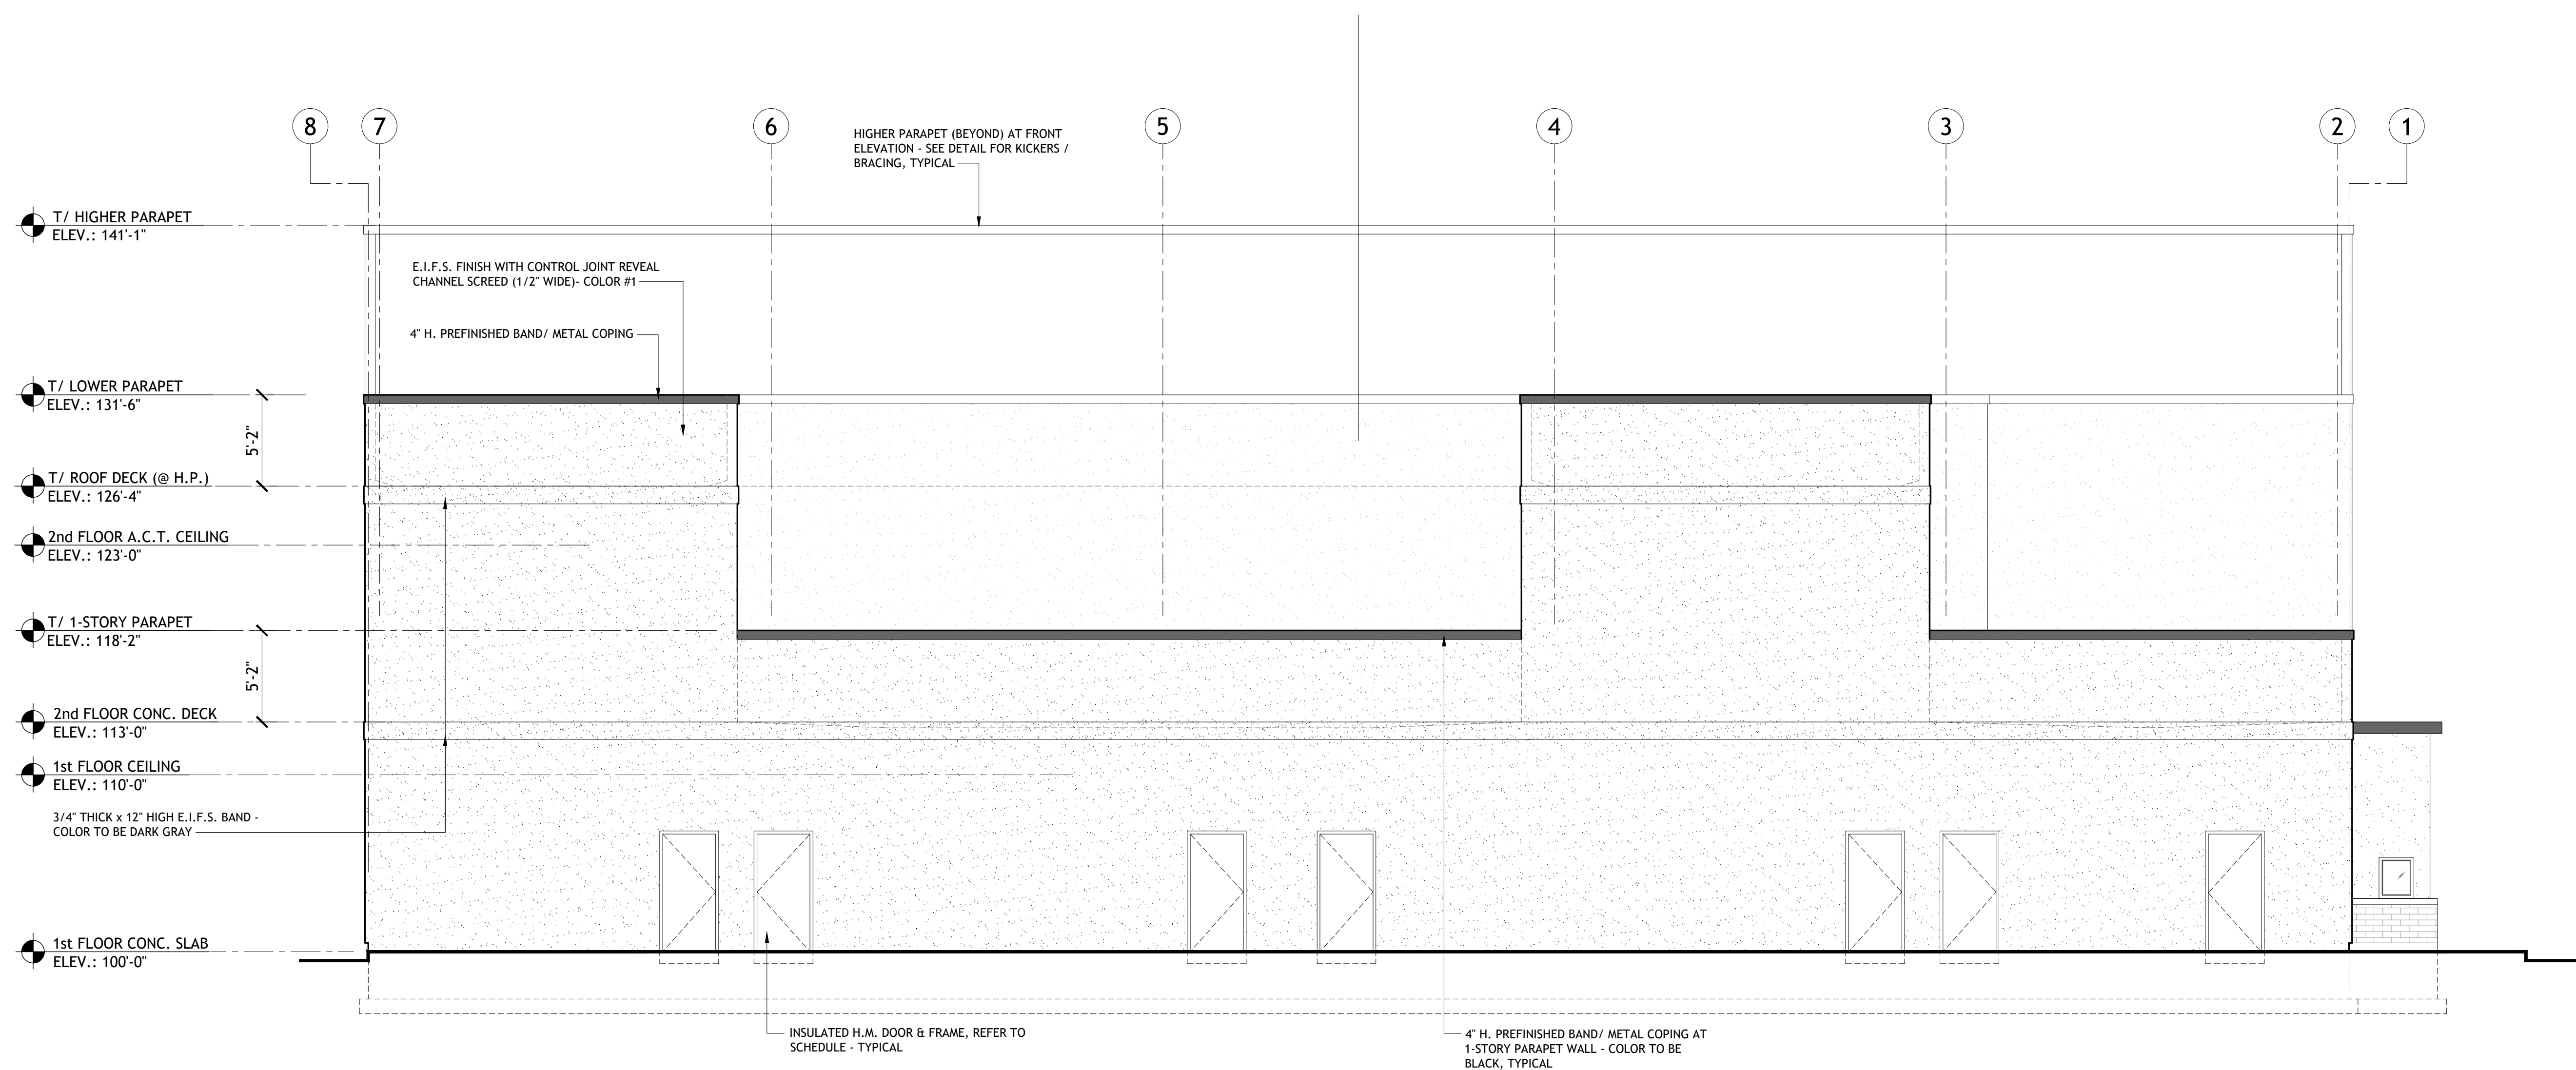 8 7 6 5 4 3 2 1
HIGHER PARAPET (BEYOND) AT FRONT
ELEVATION - SEE DETAIL FOR KICKERS /
BRACING, TYPICAL
T/ HIGHER PARAPET
ELEV.: 141'-1"
E.I.F.S. FINISH WITH CONTROL JOINT REVEAL
CHANNEL SCREED (1/2" WIDE)- COLOR #1
4" H. PREFINISHED BAND/ METAL COPING
T/ LOWER PARAPET
ELEV.: 131'-6"
5'-2"
T/ ROOF DECK (@ H.P.)
ELEV.: 126'-4"
2nd FLOOR A.C.T. CEILING
ELEV.: 123'-0"
T/ 1-STORY PARAPET
ELEV.: 118'-2"
5'-2"
2nd FLOOR CONC. DECK
ELEV.: 113'-0"
1st FLOOR CEILING
ELEV.: 110'-0"
3/4" THICK x 12" HIGH E.I.F.S. BAND -
COLOR TO BE DARK GRAY
1st FLOOR CONC. SLAB
ELEV.: 100'-0"
INSULATED H.M. DOOR & FRAME, REFER TO
SCHEDULE - TYPICAL
4" H. PREFINISHED BAND/ METAL COPING AT
1-STORY PARAPET WALL - COLOR TO BE
BLACK, TYPICAL